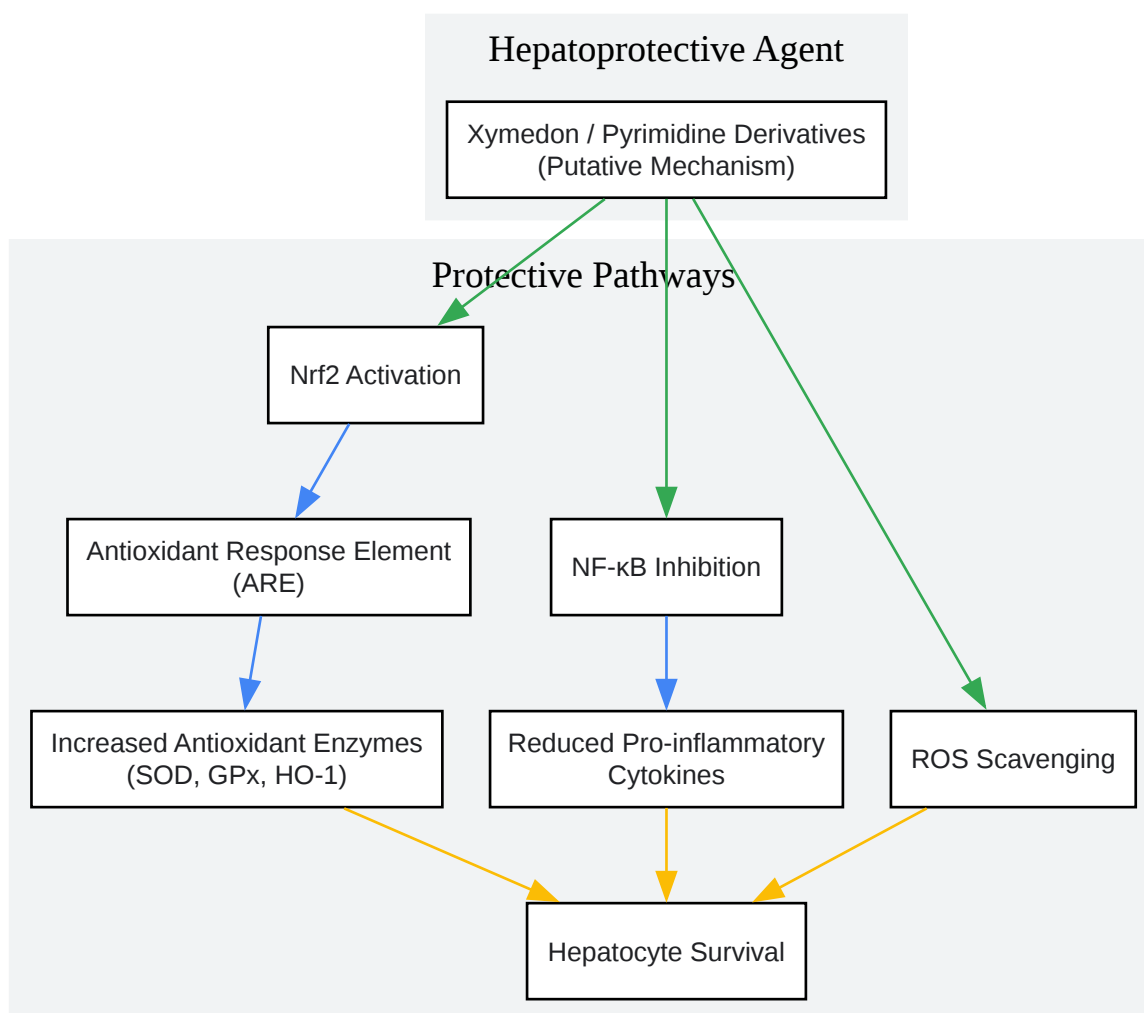 Hepatoprotective Agent
Xymedon / Pyrimidine Derivatives
(Putative Mechanism)
Protective Pathways
Nrf2 Activation
Antioxidant Response Element
(ARE)
NF-κB Inhibition
Increased Antioxidant Enzymes
(SOD, GPx, HO-1)
Reduced Pro-inflammatory
Cytokines
ROS Scavenging
Hepatocyte Survival